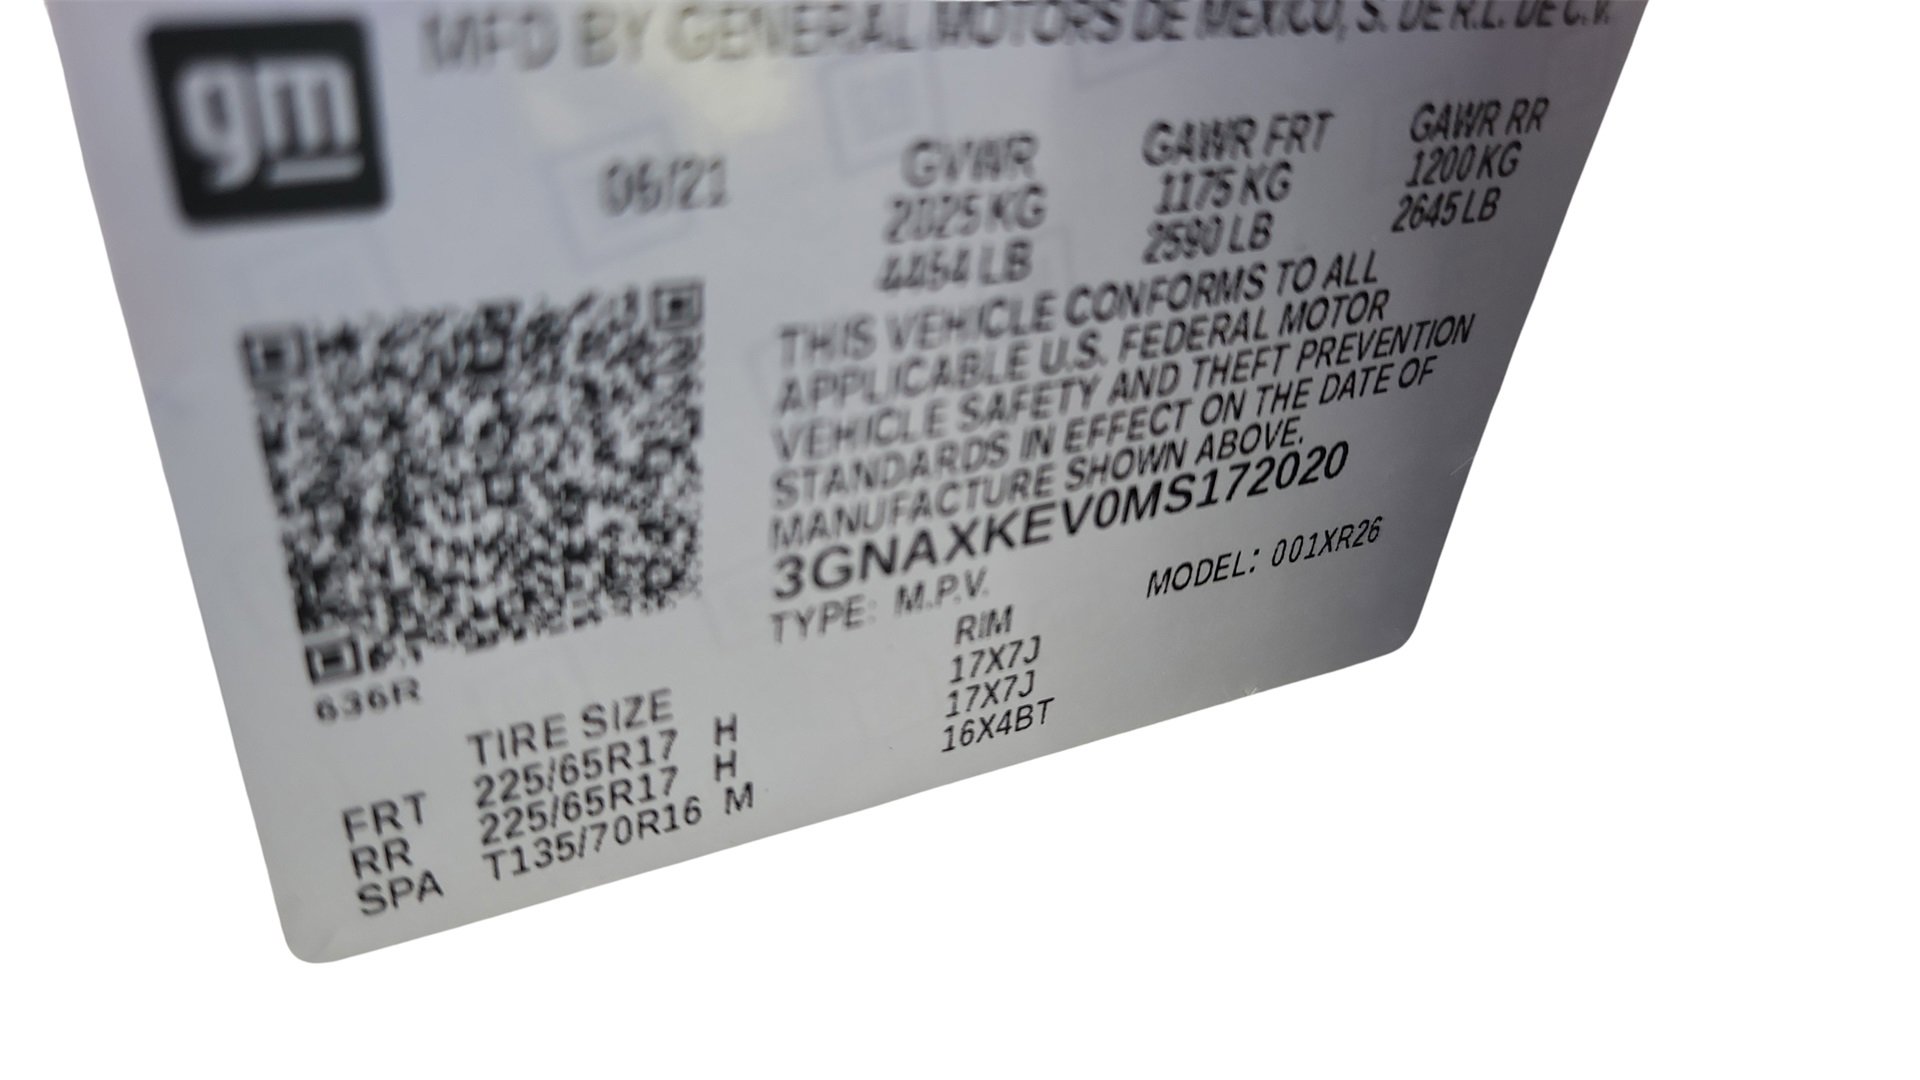 gm
MFD BY GENERAL MOTORS DE MEXICO, S. DE R.L. DE C.V.
06/21
GVWR GAWR FRT GAWR RR
2025 KG 1175 KG 1200 KG
4464 LB 2590 LB 2645 LB
THIS VEHICLE CONFORMS TO ALL
APPLICABLE U.S. FEDERAL MOTOR
VEHICLE SAFETY AND THEFT PREVENTION
STANDARDS IN EFFECT ON THE DATE OF
MANUFACTURE SHOWN ABOVE.
3GNAXKEV0MS172020
TYPE: M.P.V. MODEL: 001XR26
636R
TIRE SIZE RIM
FRT 225/65R17 H 17X7J
RR 225/65R17 H 17X7J
SPA T135/70R16 M 16X4BT